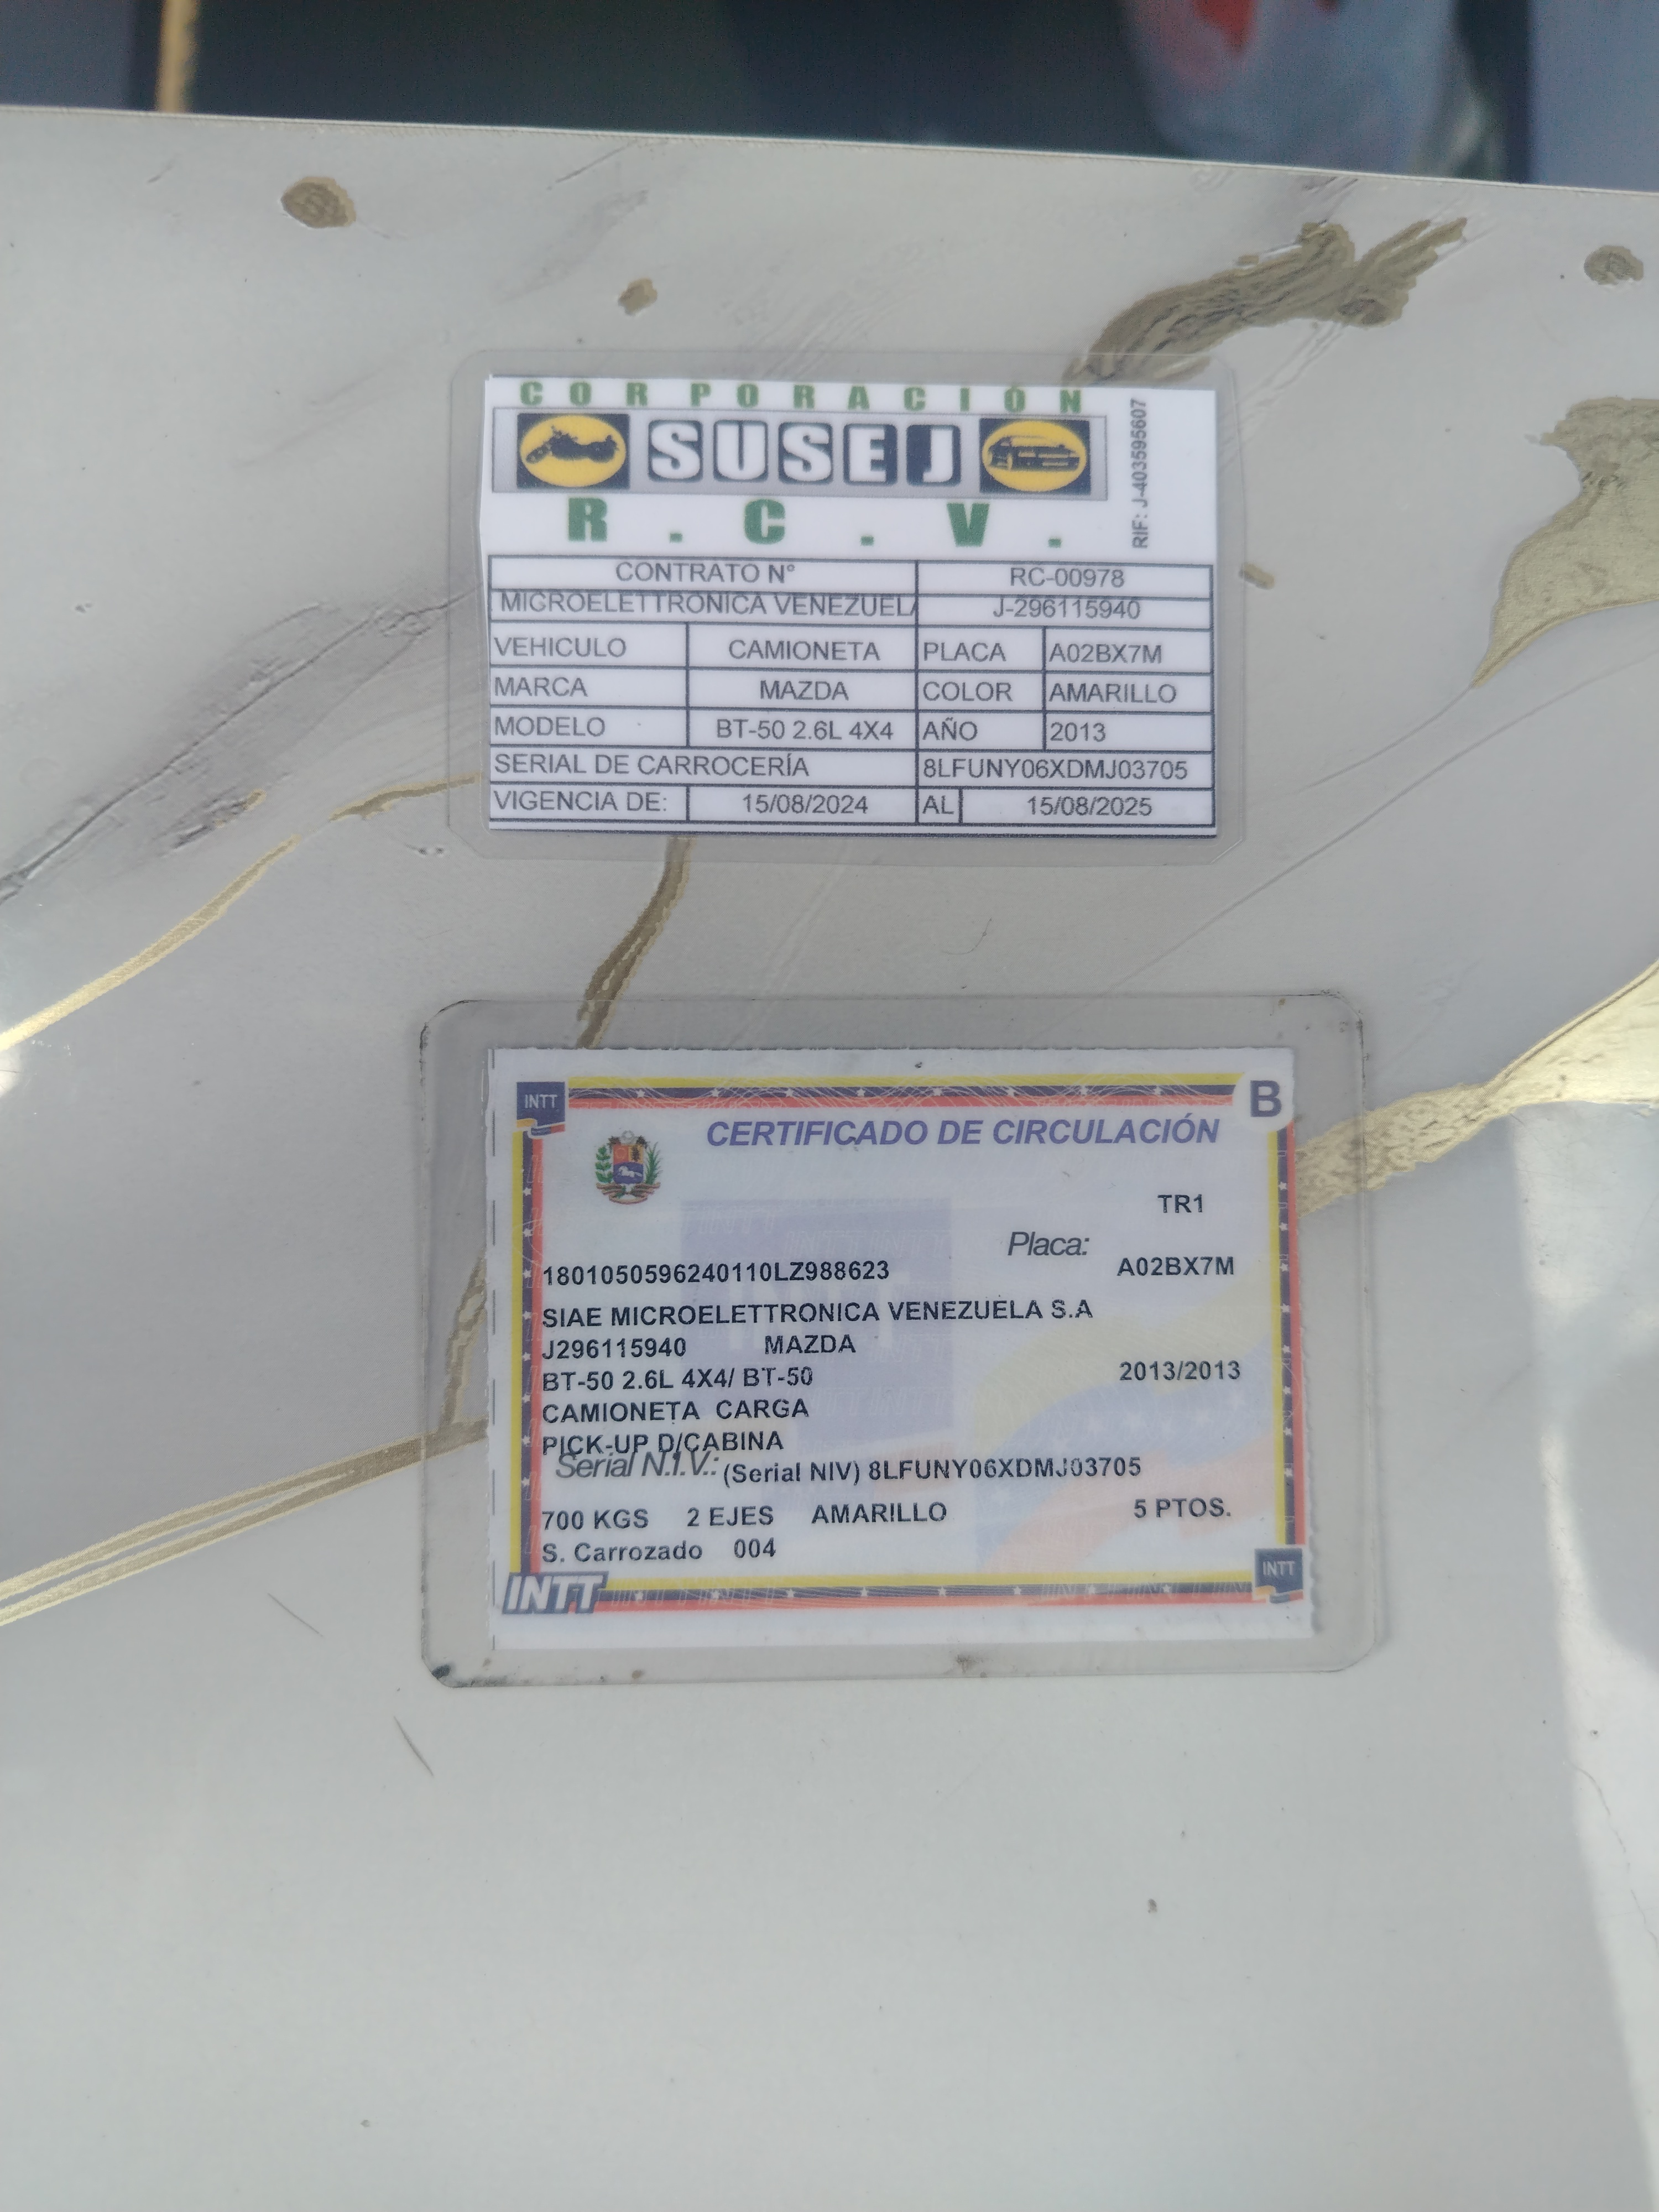 CORPORACIÓN
SUSEJ
R.C.V.
RIF: J-403595607
CONTRATO N° RC-00978
MICROELETTRONICA VENEZUELA J-296115940
VEHICULO CAMIONETA PLACA A02BX7M
MARCA MAZDA COLOR AMARILLO
MODELO BT-50 2.6L 4X4 AÑO 2013
SERIAL DE CARROCERÍA 8LFUNY06XDMJ03705
VIGENCIA DE: 15/08/2024 AL 15/08/2025
INTT
B
CERTIFICADO DE CIRCULACIÓN
TR1
Placa:
1801050596240110LZ988623 A02BX7M
SIAE MICROELETTRONICA VENEZUELA S.A
J296115940 MAZDA
BT-50 2.6L 4X4/ BT-50 2013/2013
CAMIONETA CARGA
PICK-UP D/CABINA
Serial N.I.V.: (Serial NIV) 8LFUNY06XDMJ03705
700 KGS 2 EJES AMARILLO 5 PTOS.
S. Carrozado 004
INTT
INTT